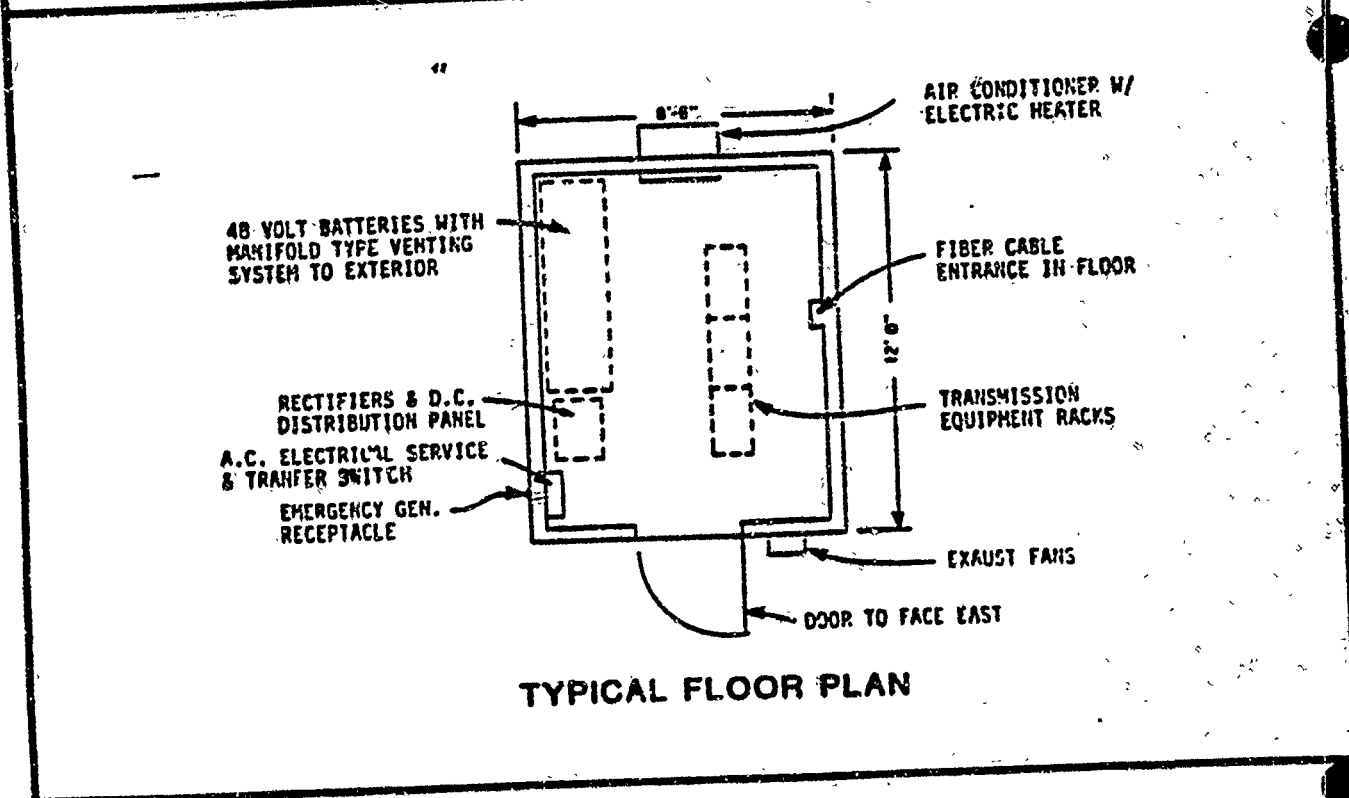 AIR CONDITIONER W/
ELECTRIC HEATER
48 VOLT BATTERIES WITH
MANIFOLD TYPE VENTING
SYSTEM TO EXTERIOR
FIBER CABLE
ENTRANCE IN FLOOR
12'0"
RECTIFIERS & D.C.
DISTRIBUTION PANEL
TRANSMISSION
EQUIPMENT RACKS
A.C. ELECTRICAL SERVICE
& TRANFER SWITCH
EMERGENCY GEN.
RECEPTACLE
EXAUST FANS
DOOR TO FACE EAST
TYPICAL FLOOR PLAN